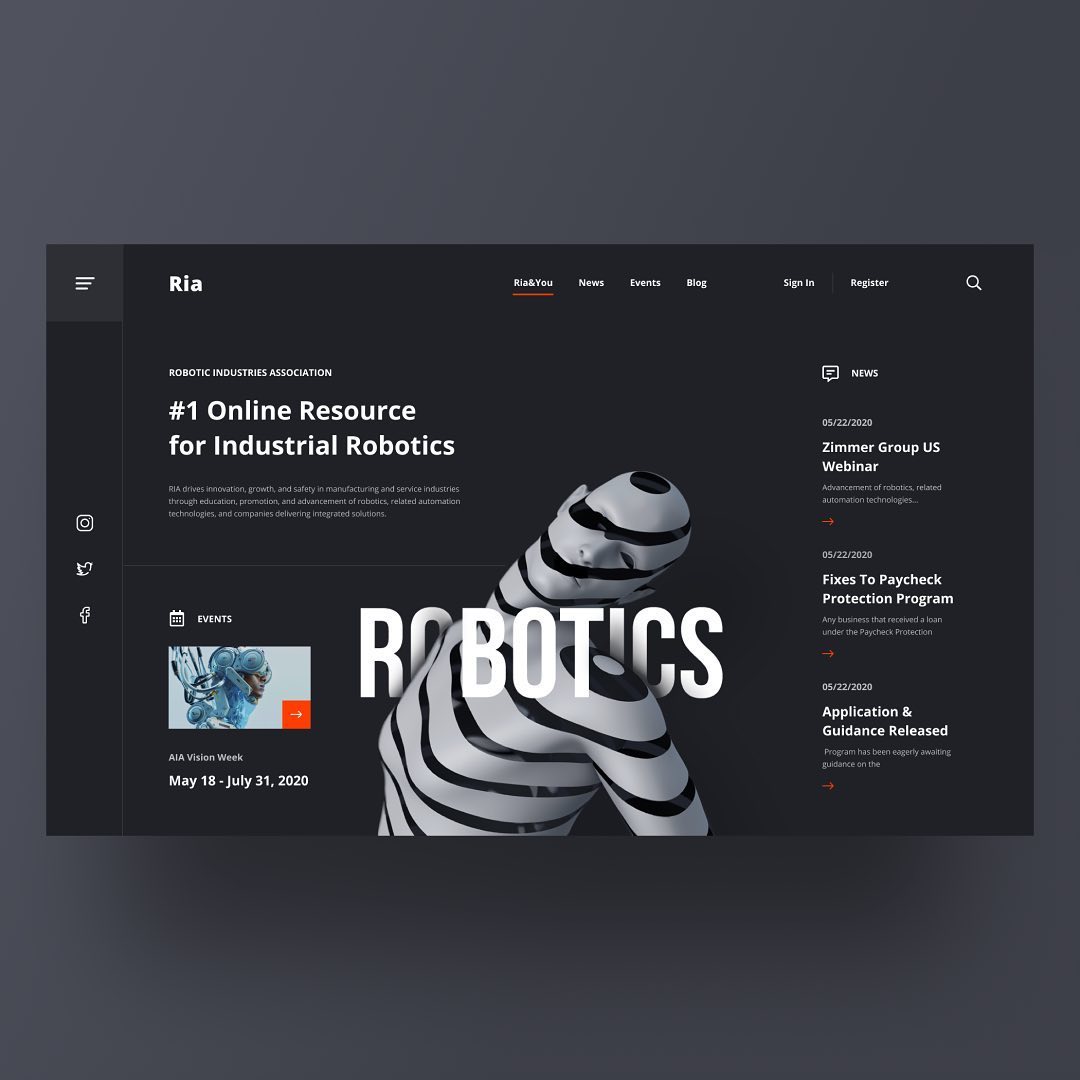 Ria
Ria&You News Events Blog Sign In Register
ROBOTIC INDUSTRIES ASSOCIATION
#1 Online Resource
for Industrial Robotics
RIA drives innovation, growth, and safety in manufacturing and service industries
through education, promotion, and advancement of robotics, related automation
technologies, and companies delivering integrated solutions.
EVENTS
AIA Vision Week
May 18 - July 31, 2020
ROBOTICS
NEWS
05/22/2020
Zimmer Group US
Webinar
Advancement of robotics, related
automation technologies...
05/22/2020
Fixes To Paycheck
Protection Program
Any business that received a loan
under the Paycheck Protection
05/22/2020
Application &
Guidance Released
Program has been eagerly awaiting
guidance on the